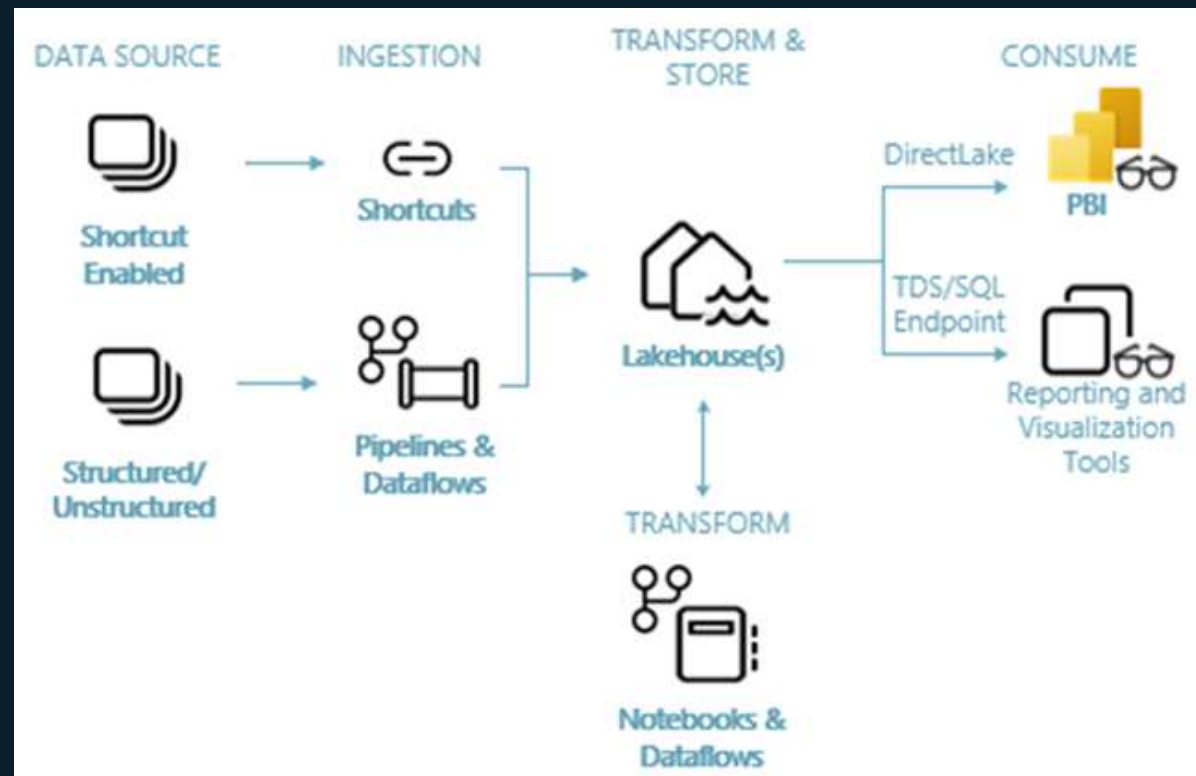 DATA SOURCE
INGESTION
TRANSFORM &
STORE
CONSUME
Shortcut
Enabled
Shortcuts
DirectLake
PBI
Structured/
Unstructured
Pipelines &
Dataflows
Lakehouse(s)
TDS/SQL
Endpoint
Reporting and
Visualization
Tools
TRANSFORM
Notebooks &
Dataflows